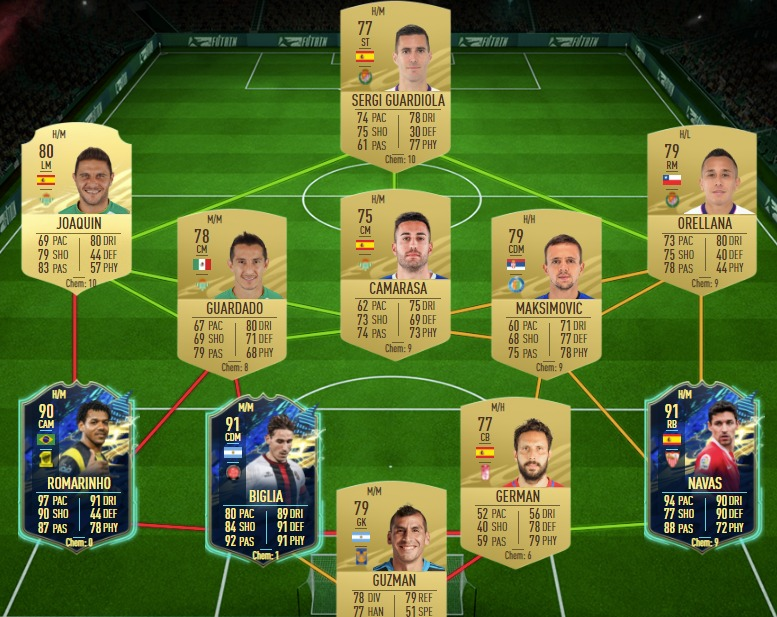 FUTBIN
H/M
77
ST
SERGI GUARDIOLA
74 PAC 78 DRI
75 SHO 30 DEF
61 PAS 77 PHY
Chem: 10
H/M
80
LM
JOAQUIN
69 PAC 80 DRI
79 SHO 44 DEF
83 PAS 57 PHY
Chem: 10
H/L
79
RM
ORELLANA
73 PAC 80 DRI
75 SHO 40 DEF
78 PAS 44 PHY
Chem: 9
M/M
78
CM
GUARDADO
67 PAC 80 DRI
69 SHO 71 DEF
79 PAS 68 PHY
Chem: 8
H/M
75
CM
CAMARASA
62 PAC 75 DRI
73 SHO 69 DEF
74 PAS 73 PHY
Chem: 9
H/H
79
CDM
MAKSIMOVIC
60 PAC 71 DRI
68 SHO 77 DEF
75 PAS 78 PHY
Chem: 9
H/M
90
CAM
ROMARINHO
97 PAC 91 DRI
90 SHO 44 DEF
87 PAS 78 PHY
Chem: 0
M/M
91
CDM
BIGLIA
80 PAC 89 DRI
84 SHO 91 DEF
92 PAS 91 PHY
Chem: 1
M/H
77
CB
GERMAN
52 PAC 56 DRI
40 SHO 78 DEF
59 PAS 79 PHY
Chem: 6
H/M
91
RB
NAVAS
94 PAC 90 DRI
77 SHO 90 DEF
88 PAS 72 PHY
Chem: 9
M/M
79
GK
GUZMAN
78 DIV 79 REF
77 HAN 51 SPE